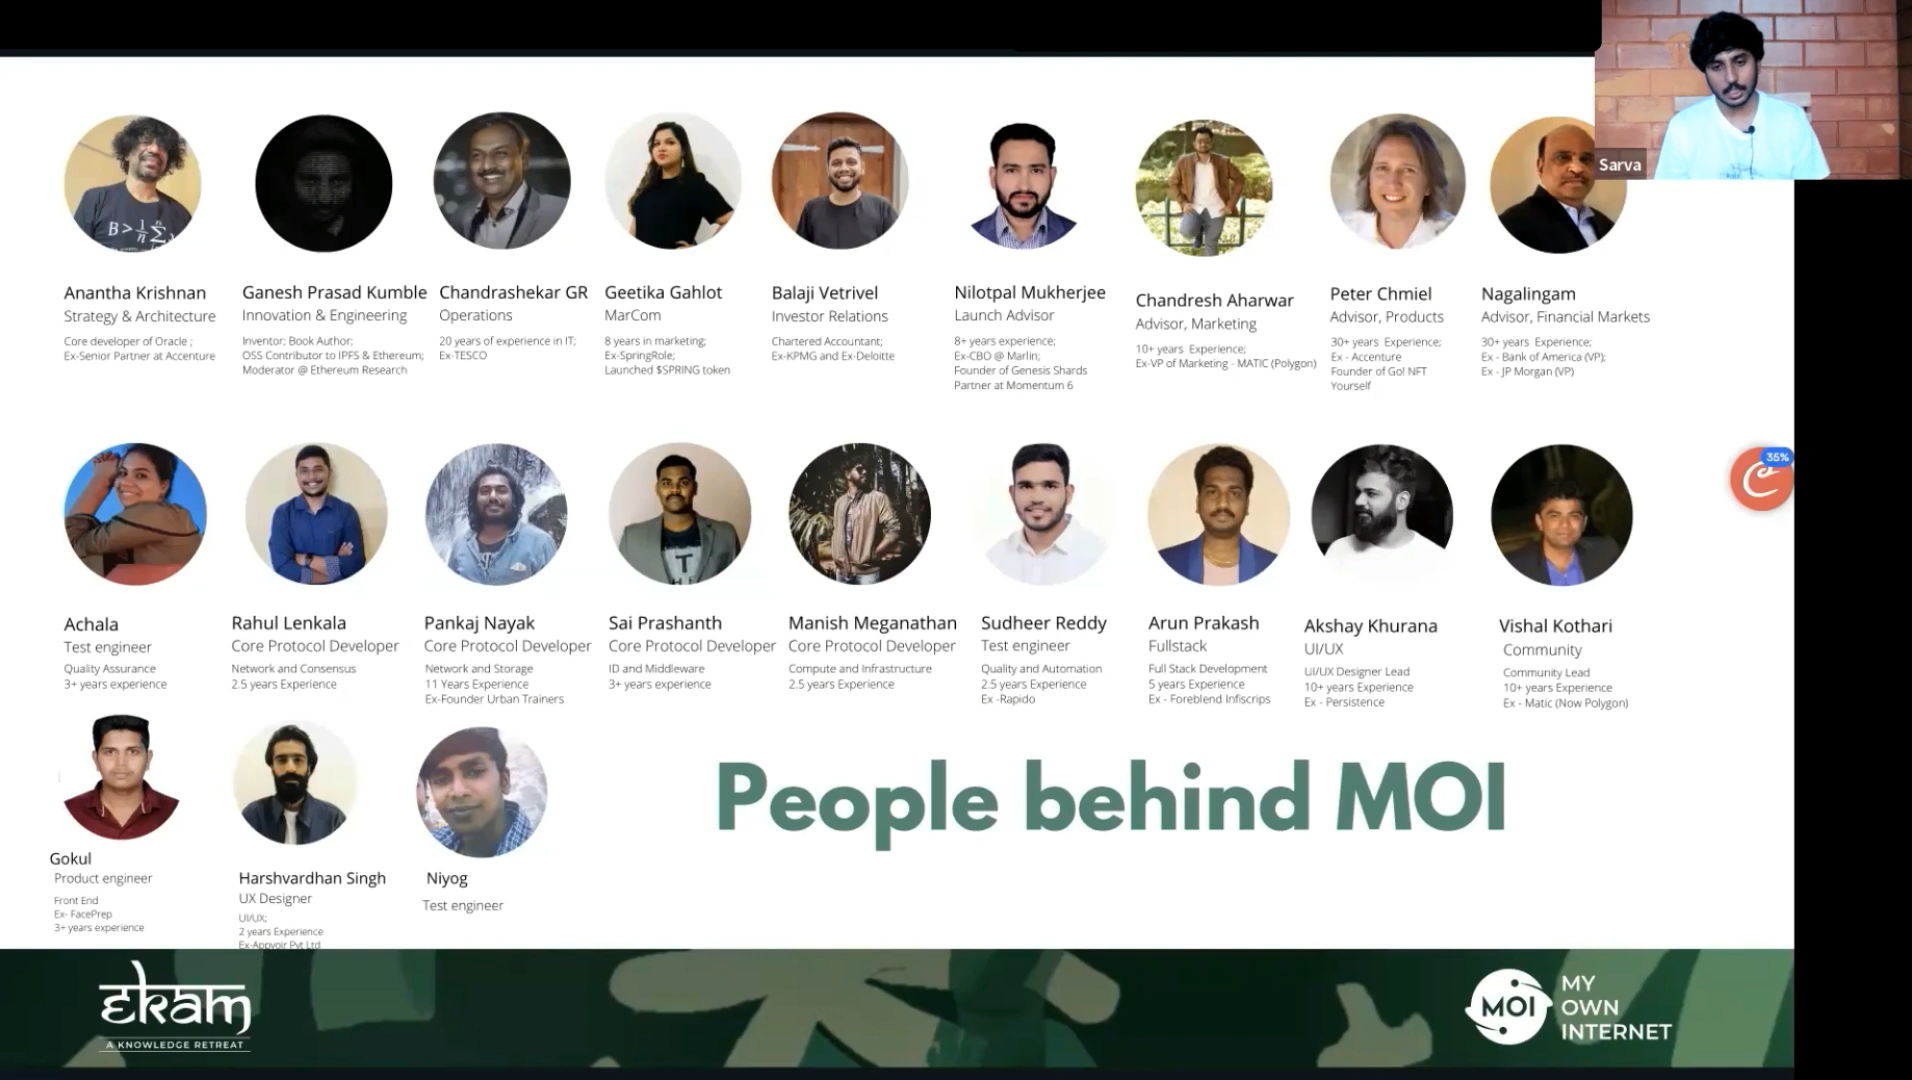 Sarva
B>1/n Σ
Anantha Krishnan
Strategy & Architecture
Core developer of Oracle ;
Ex-Senior Partner at Accenture
Ganesh Prasad Kumble
Innovation & Engineering
Inventor; Book Author;
OSS Contributor to IPFS & Ethereum;
Moderator @ Ethereum Research
Chandrashekar GR
Operations
20 years of experience in IT;
Ex-TESCO
Geetika Gahlot
MarCom
8 years in marketing;
Ex-SpringRole;
Launched $SPRING token
Balaji Vetrivel
Investor Relations
Chartered Accountant;
Ex-KPMG and Ex-Deloitte
Nilotpal Mukherjee
Launch Advisor
8+ years experience;
Ex-CBO @ Marlin;
Founder of Genesis Shards
Partner at Momentum 6
Chandresh Aharwar
Advisor, Marketing
10+ years Experience;
Ex-VP of Marketing - MATIC (Polygon)
Peter Chmiel
Advisor, Products
30+ years Experience;
Ex - Accenture
Founder of Go! NFT
Yourself
Nagalingam
Advisor, Financial Markets
30+ years Experience;
Ex - Bank of America (VP);
Ex - JP Morgan (VP)
35%
Achala
Test engineer
Quality Assurance
3+ years experience
Rahul Lenkala
Core Protocol Developer
Network and Consensus
2.5 years Experience
Pankaj Nayak
Core Protocol Developer
Network and Storage
11 Years Experience
Ex-Founder Urban Trainers
Sai Prashanth
Core Protocol Developer
ID and Middleware
3+ years experience
Manish Meganathan
Core Protocol Developer
Compute and Infrastructure
2.5 years Experience
Sudheer Reddy
Test engineer
Quality and Automation
2.5 years Experience
Ex -Rapido
Arun Prakash
Fullstack
Full Stack Development
5 years Experience
Ex - Foreblend Infiscrips
Akshay Khurana
UI/UX
UI/UX Designer Lead
10+ years Experience
Ex - Persistence
Vishal Kothari
Community
Community Lead
10+ years Experience
Ex - Matic (Now Polygon)
Gokul
Product engineer
Front End
Ex- FacePrep
3+ years experience
Harshvardhan Singh
UX Designer
UI/UX;
2 years Experience
Ex-Appvoir Pvt Ltd
Niyog
Test engineer
People behind MOI
ekam
A KNOWLEDGE RETREAT
MOI
MY
OWN
INTERNET